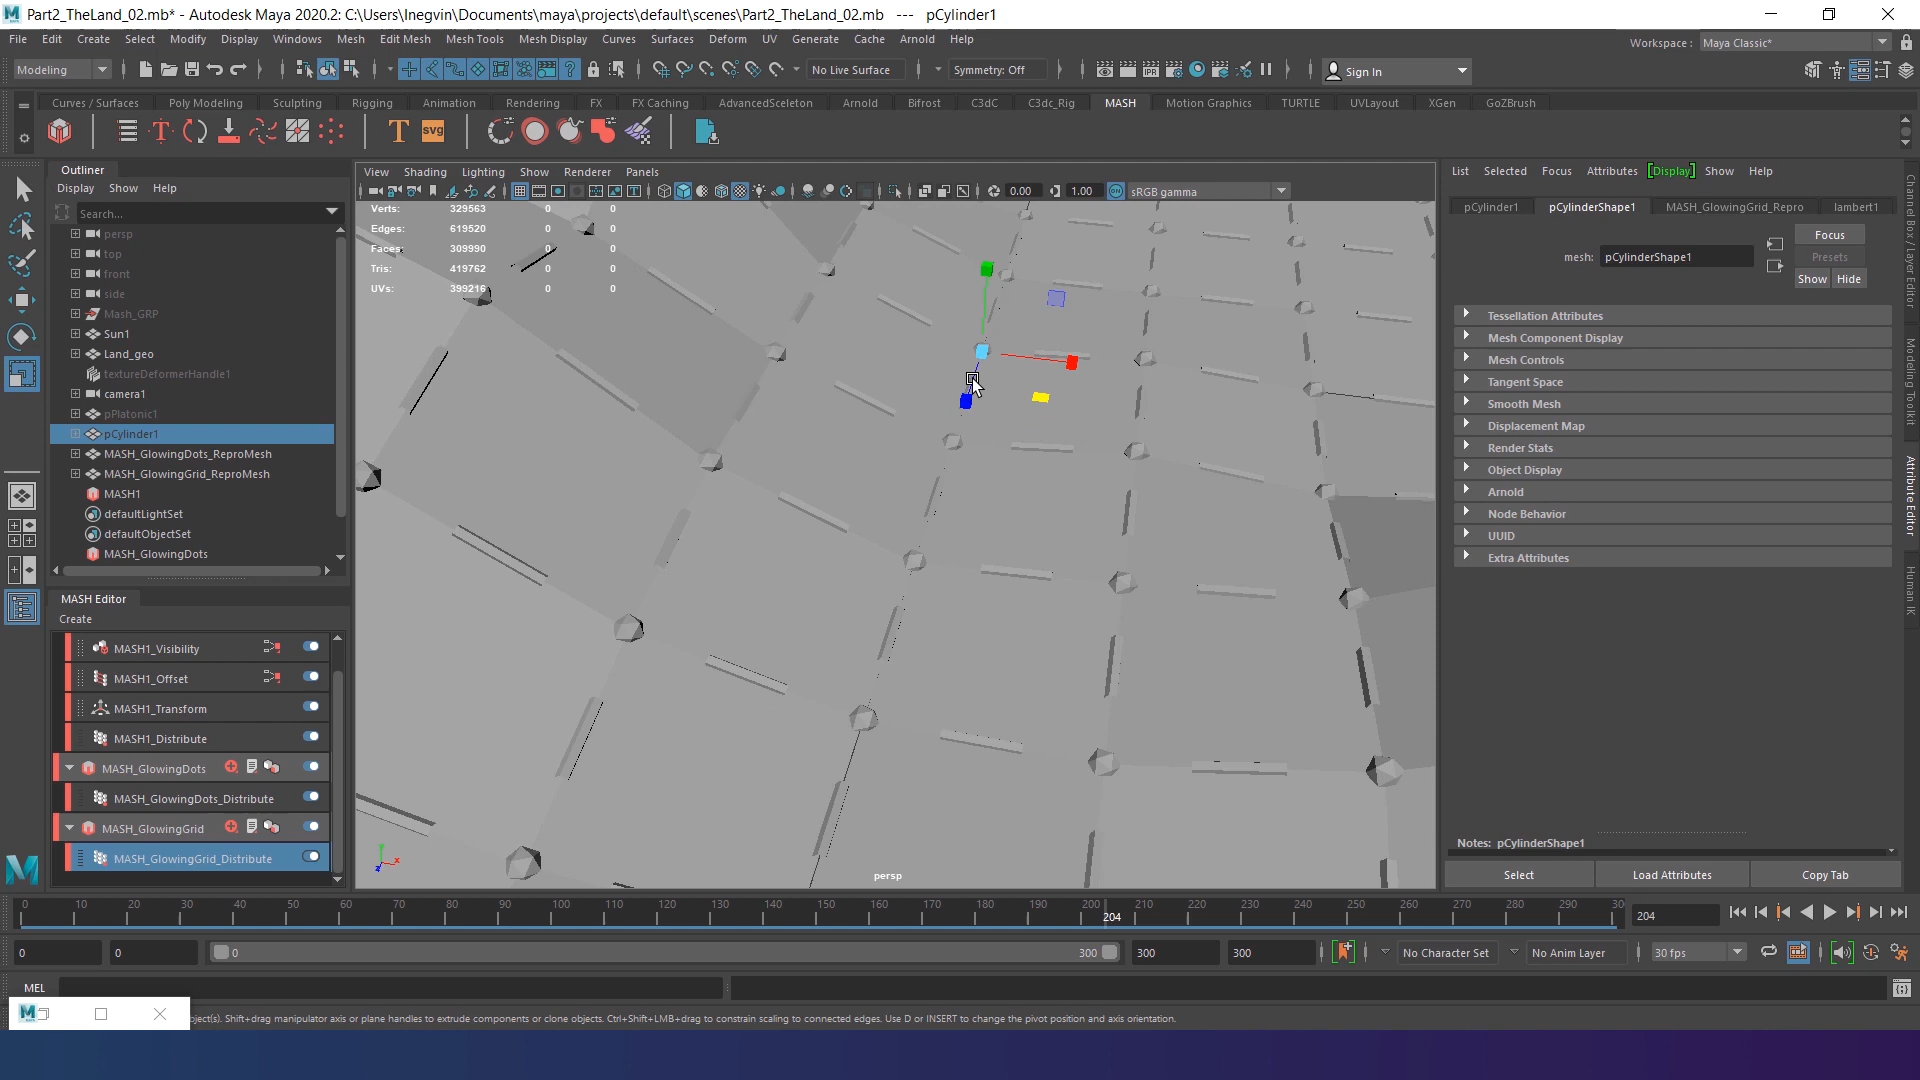 Part2_TheLand_02.mb* - Autodesk Maya 2020.2: C:\Users\Inegvin\Documents\maya\projects\default\scenes\Part2_TheLand_02.mb --- pCylinder1
File Edit Create Select Modify Display Windows Mesh Edit Mesh Mesh Tools Mesh Display Curves Surfaces Deform UV Generate Cache Arnold Help
Workspace : Maya Classic*
Modeling No Live Surface Symmetry: Off Sign In
Curves / Surfaces Poly Modeling Sculpting Rigging Animation Rendering FX FX Caching AdvancedSceleton Arnold Bifrost C3dC C3dc_Rig MASH Motion Graphics TURTLE UVLayout XGen GoZBrush
T svg
Outliner
Display Show Help
Search...
persp
top
front
side
Mash_GRP
Sun1
Land_geo
textureDeformerHandle1
camera1
pPlatonic1
pCylinder1
MASH_GlowingDots_ReproMesh
MASH_GlowingGrid_ReproMesh
MASH1
defaultLightSet
defaultObjectSet
MASH_GlowingDots
MASH Editor
Create
MASH1_Visibility
MASH1_Offset
MASH1_Transform
MASH1_Distribute
MASH_GlowingDots
MASH_GlowingDots_Distribute
MASH_GlowingGrid
MASH_GlowingGrid_Distribute
View Shading Lighting Show Renderer Panels
0.00 1.00 ON sRGB gamma
Verts: 329563 0 0
Edges: 619520 0 0
Faces: 309990 0 0
Tris: 419762 0 0
UVs: 399216 0 0
persp
List Selected Focus Attributes [Display] Show Help
pCylinder1 pCylinderShape1 MASH_GlowingGrid_Repro lambert1
mesh: pCylinderShape1
Focus
Presets
Show Hide
Tessellation Attributes
Mesh Component Display
Mesh Controls
Tangent Space
Smooth Mesh
Displacement Map
Render Stats
Object Display
Arnold
Node Behavior
UUID
Extra Attributes
Notes: pCylinderShape1
Select Load Attributes Copy Tab
Channel Box / Layer Editor
Modeling Toolkit
Attribute Editor
Human IK
0 10 20 30 40 50 60 70 80 90 100 110 120 130 140 150 160 170 180 190 200 210 220 230 240 250 260 270 280 290 30
204 204
0 0 0 300 300 300 No Character Set No Anim Layer 30 fps
MEL
ject(s). Shift+drag manipulator axis or plane handles to extrude components or clone objects. Ctrl+Shift+LMB+drag to constrain scaling to connected edges. Use D or INSERT to change the pivot position and axis orientation.